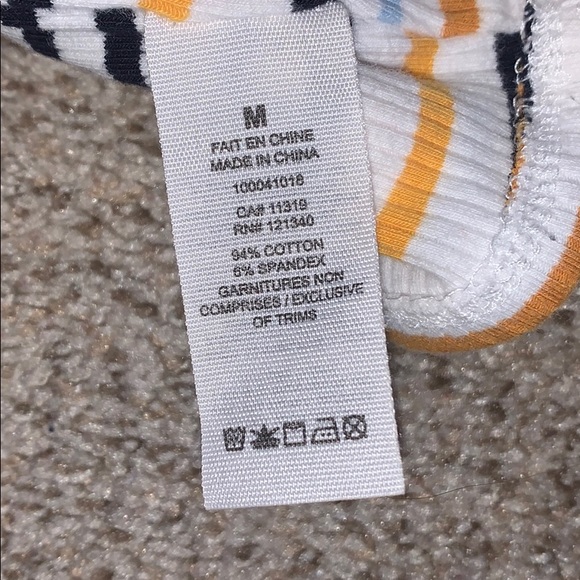 M
FAIT EN CHINE
MADE IN CHINA
100041018
CA# 11319
RN# 121340
94% COTTON
6% SPANDEX
GARNITURES NON
COMPRISES / EXCLUSIVE
OF TRIMS